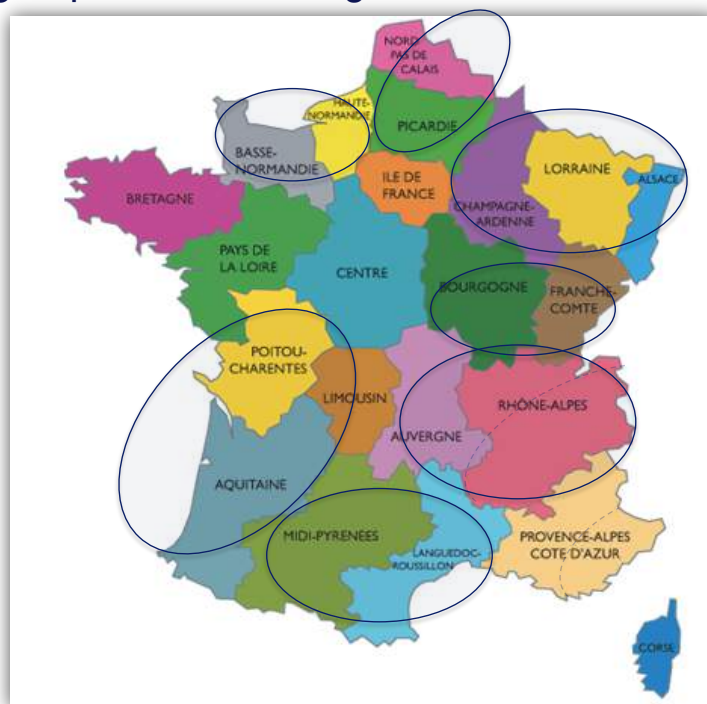 NORD
PAS DE
CALAIS
HAUTE-
NORMANDIE
PICARDIE
BASSE-
NORMANDIE
ILE DE
FRANCE
LORRAINE
ALSACE
CHAMPAGNE-
ARDENNE
BRETAGNE
PAYS DE
LA LOIRE
CENTRE
BOURGOGNE
FRANCHE-
COMTE
POITOU-
CHARENTES
LIMOUSIN
AUVERGNE
RHÔNE-ALPES
AQUITAINE
MIDI-PYRENEES
LANGUEDOC-
ROUSSILLON
PROVENCE-ALPES
COTE D'AZUR
CORSE